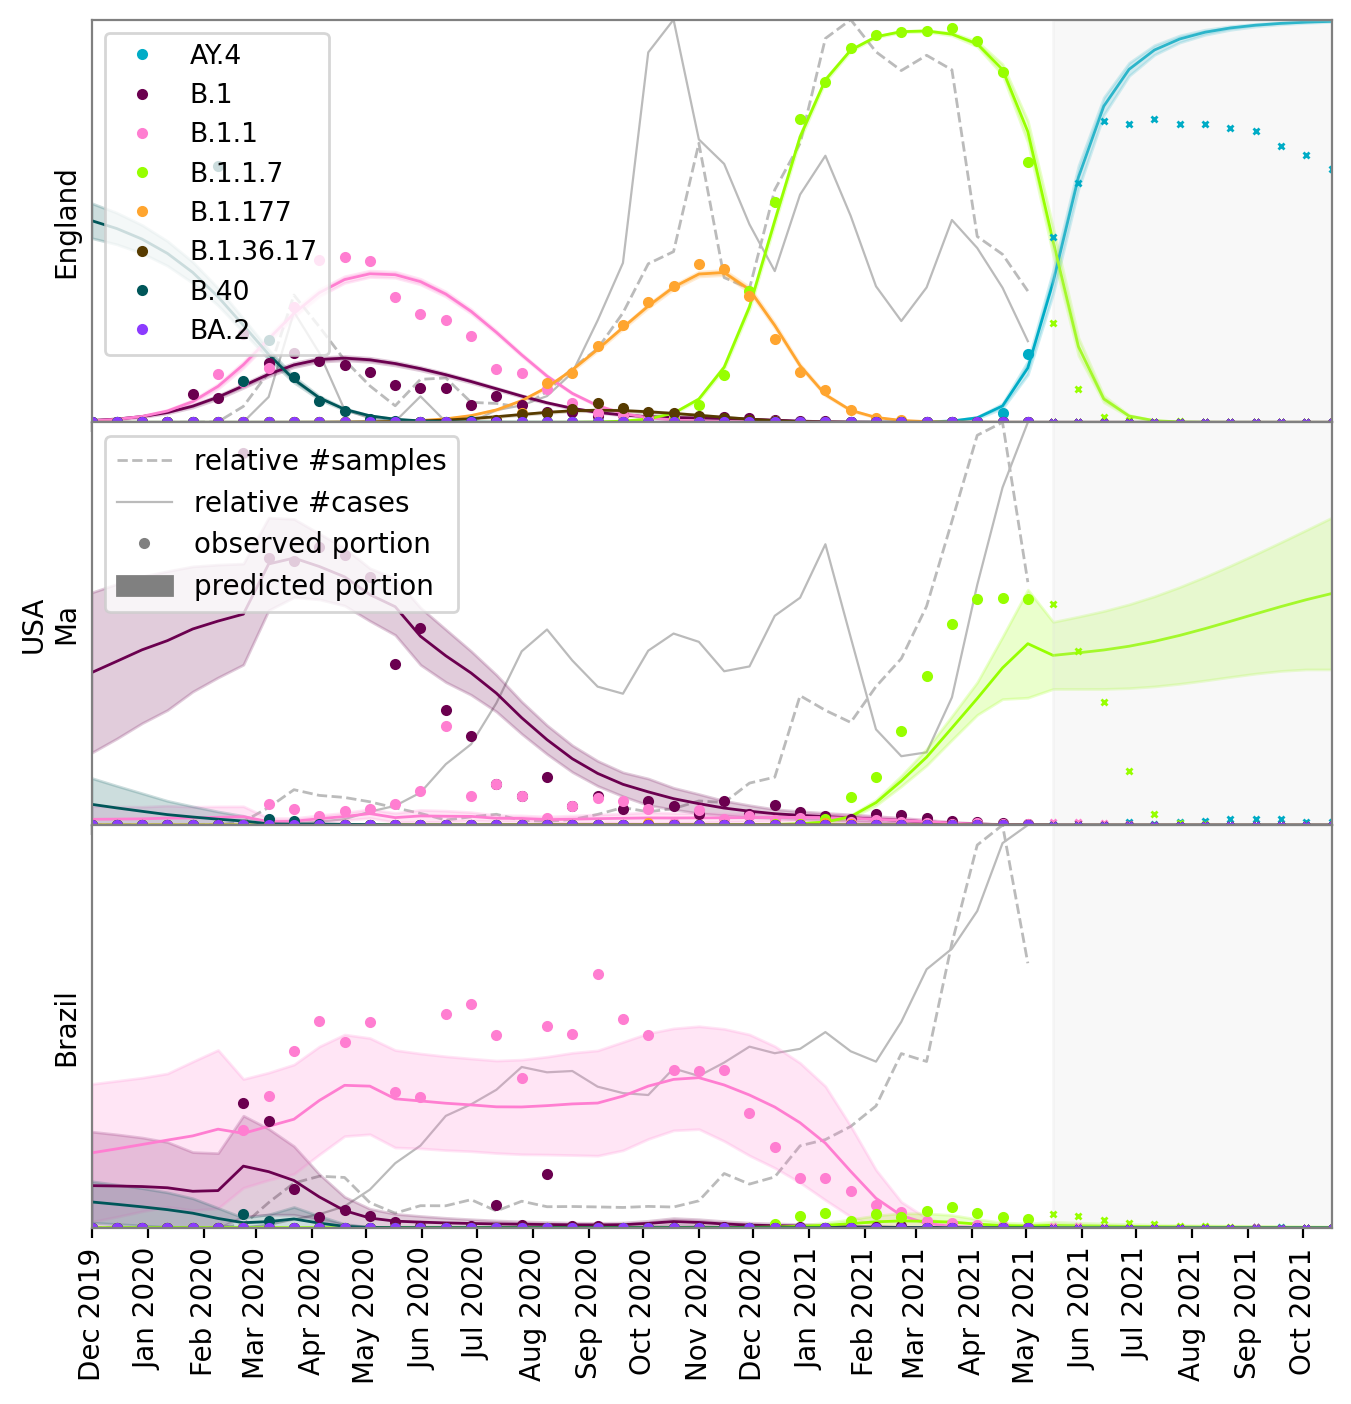 England
AY.4
B.1
B.1.1
B.1.1.7
B.1.177
B.1.36.17
B.40
BA.2
USA
Ma
relative #samples
relative #cases
observed portion
predicted portion
Brazil
Dec 2019
Jan 2020
Feb 2020
Mar 2020
Apr 2020
May 2020
Jun 2020
Jul 2020
Aug 2020
Sep 2020
Oct 2020
Nov 2020
Dec 2020
Jan 2021
Feb 2021
Mar 2021
Apr 2021
May 2021
Jun 2021
Jul 2021
Aug 2021
Sep 2021
Oct 2021